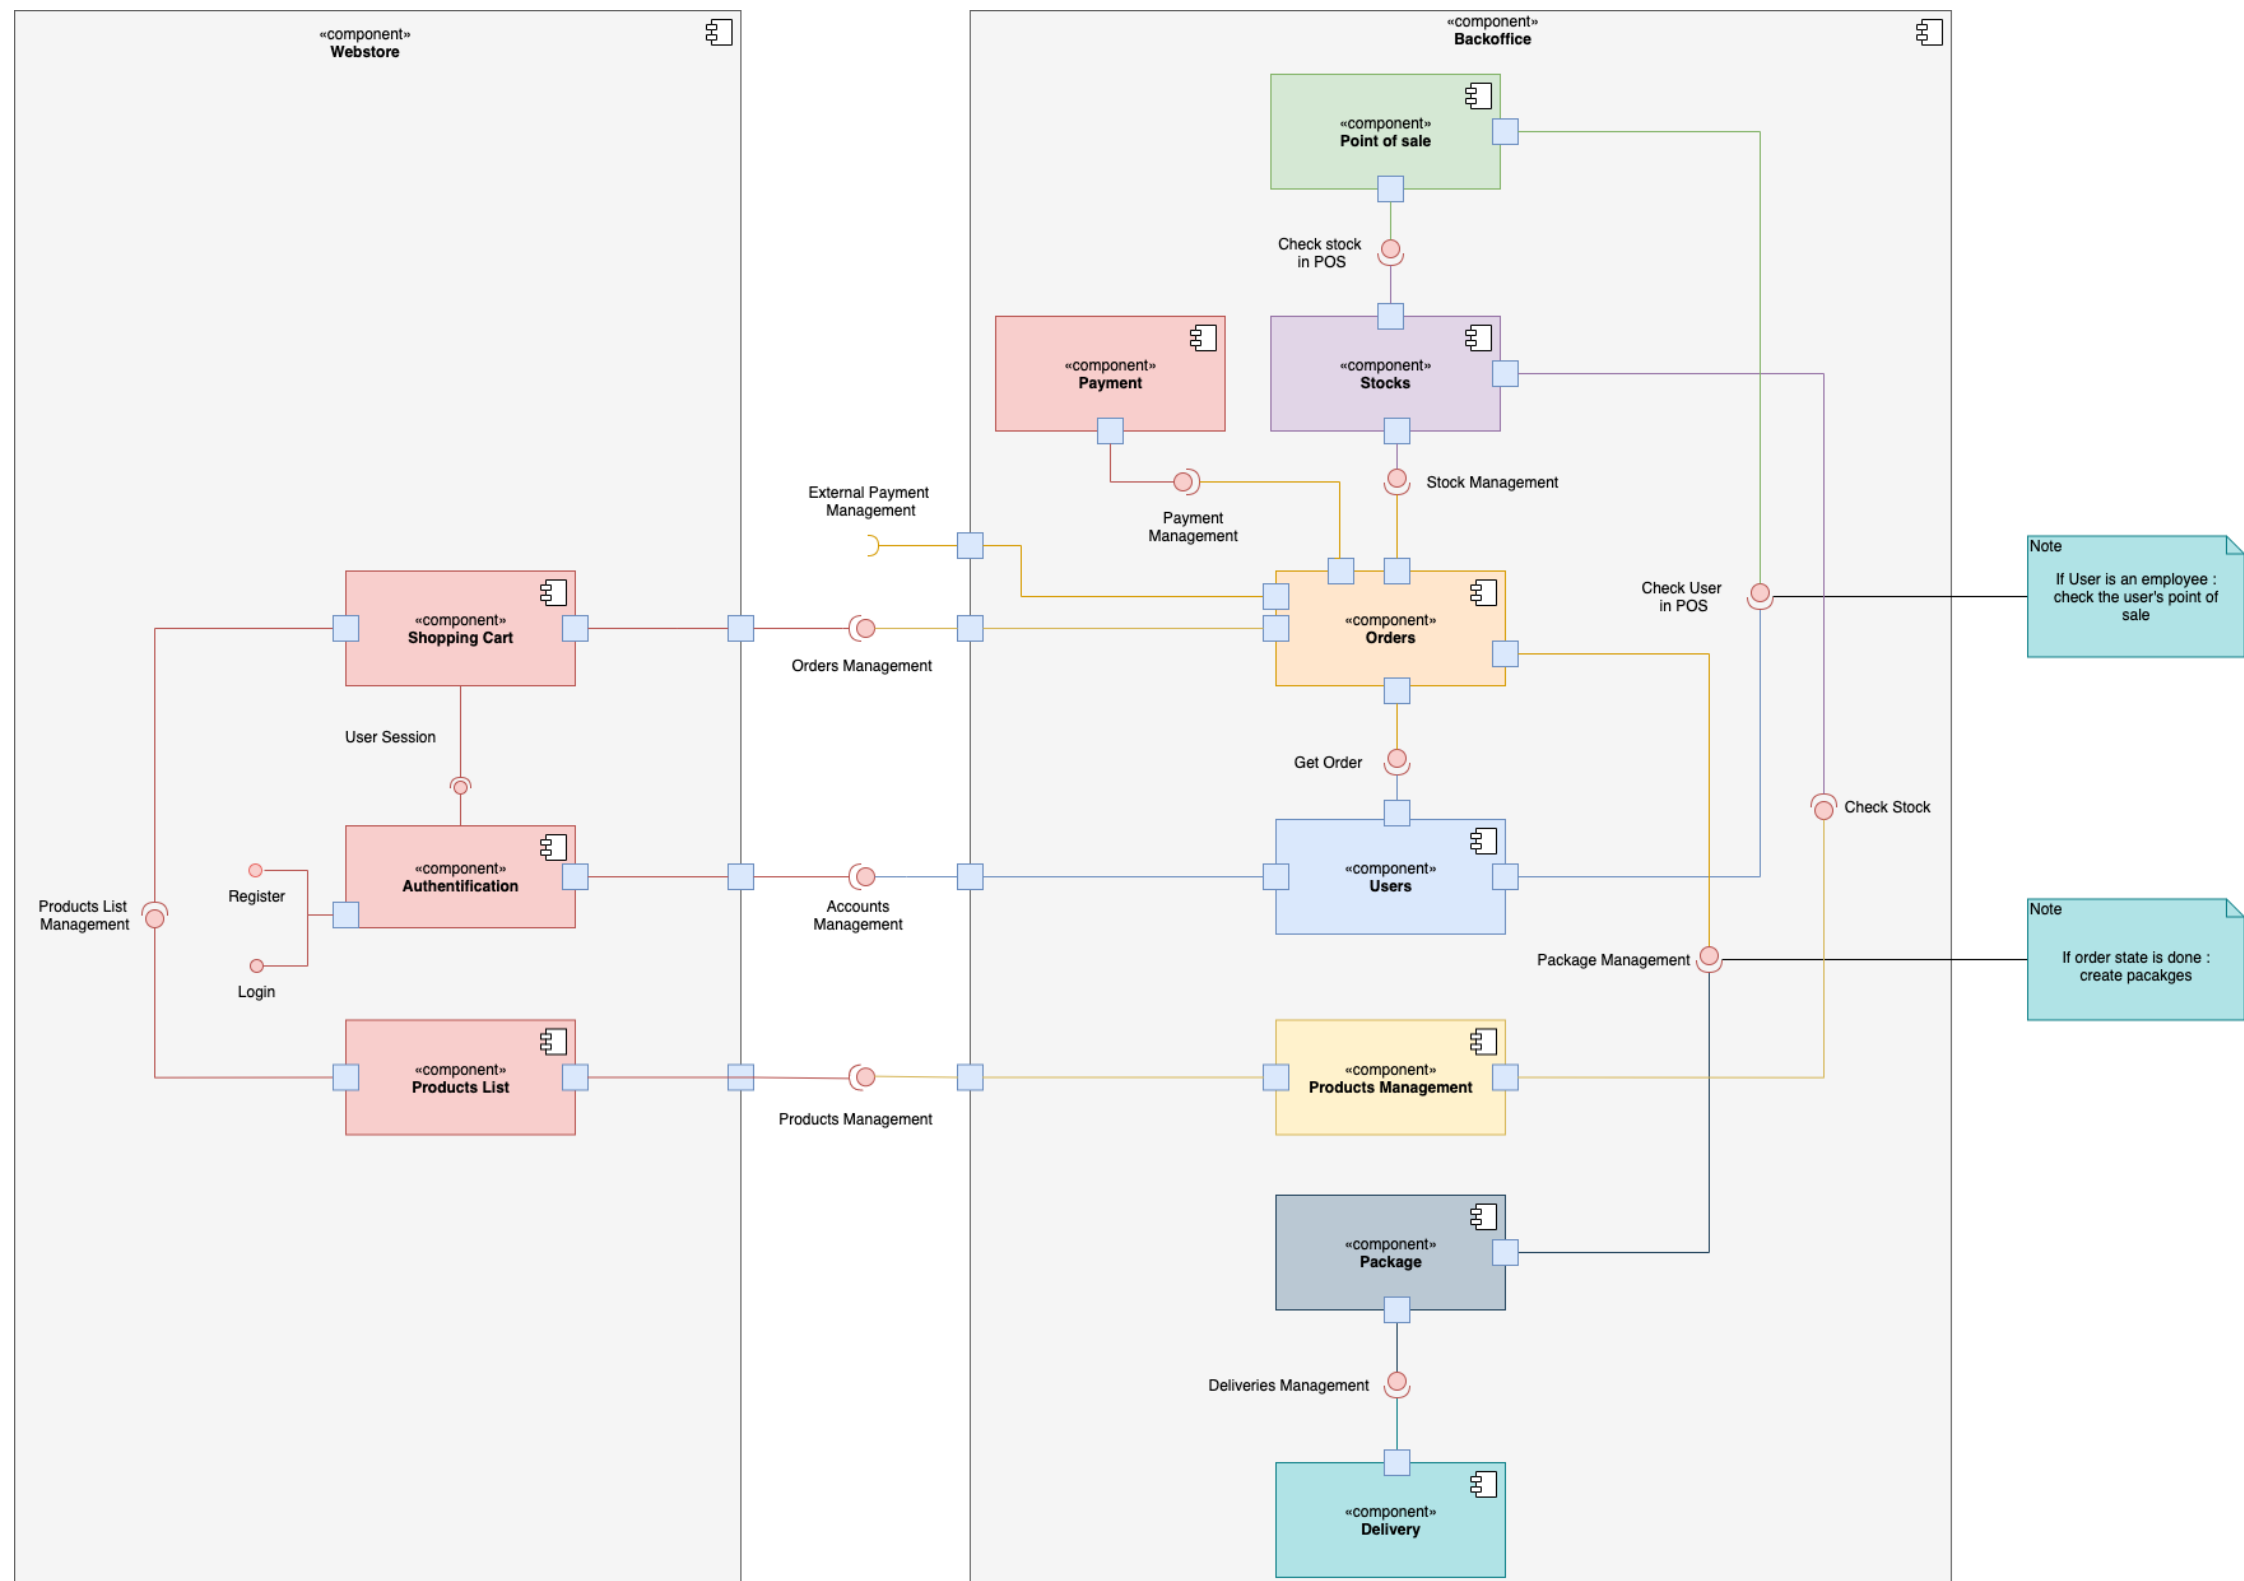 «component»
Webstore
«component»
Backoffice
«component»
Point of sale
Check stock
in POS
«component»
Payment
«component»
Stocks
External Payment
Management
Payment
Management
Stock Management
«component»
Shopping Cart
Orders Management
«component»
Orders
Check User
in POS
Note
If User is an employee :
check the user's point of
sale
User Session
Get Order
Check Stock
«component»
Authentification
Register
Login
Products List
Management
Accounts
Management
«component»
Users
Package Management
Note
If order state is done :
create pacakges
«component»
Products List
Products Management
«component»
Products Management
«component»
Package
Deliveries Management
«component»
Delivery